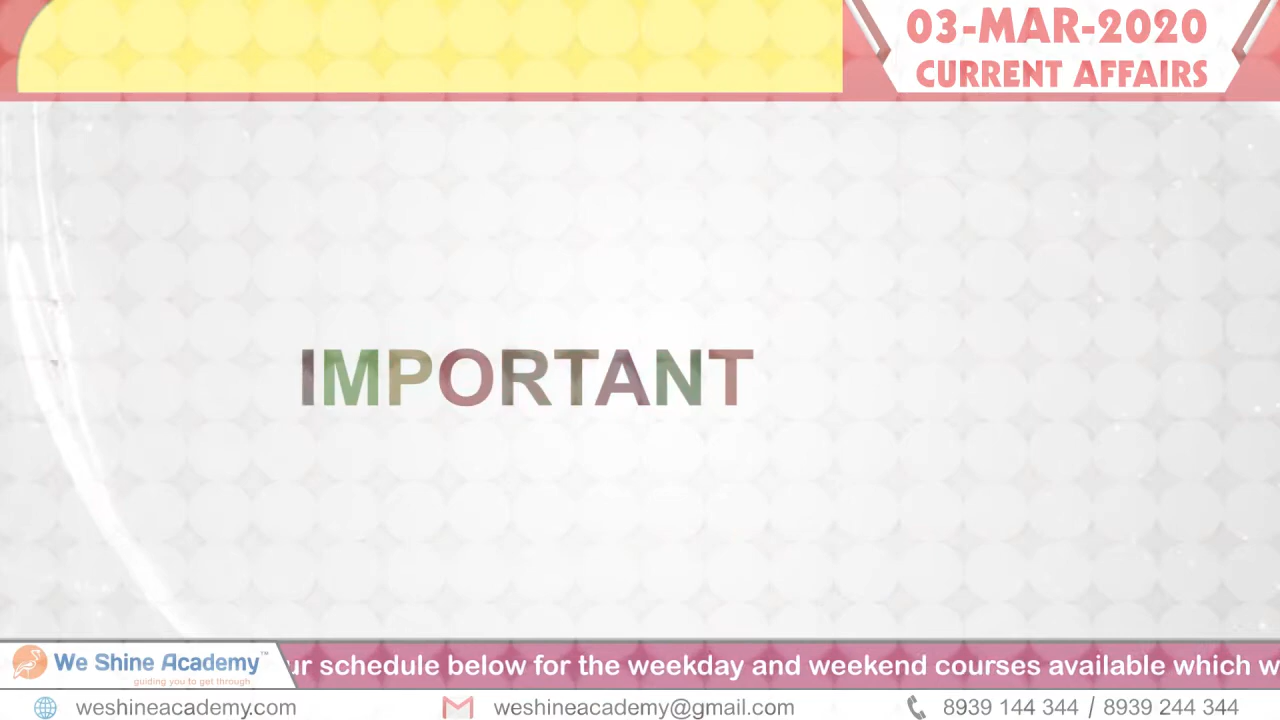 03-MAR-2020
CURRENT AFFAIRS
IMPORTANT
We Shine Academy™
guiding you to get through
ur schedule below for the weekday and weekend courses available which w
weshineacademy.com
weshineacademy@gmail.com
8939 144 344 / 8939 244 344